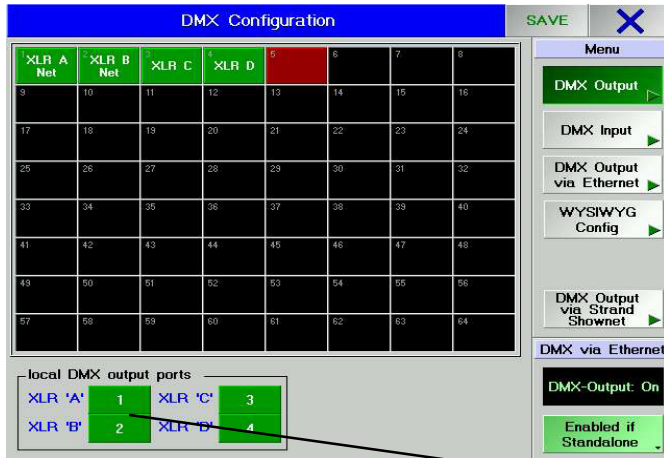 DMX Configuration
SAVE
1 XLR A Net
2 XLR B Net
3 XLR C
4 XLR D
5 6 7 8
9 10 11 12 13 14 15 16
17 18 19 20 21 22 23 24
25 26 27 28 29 30 31 32
33 34 35 36 37 38 39 40
41 42 43 44 45 46 47 48
49 50 51 52 53 54 55 56
57 58 59 60 61 62 63 64
local DMX output ports
XLR 'A' 1 XLR 'C' 3
XLR 'B' 2 XLR 'D' 4
Menu
DMX Output
DMX Input
DMX Output
via Ethernet
WYSIWYG
Config
DMX Output
via Strand
Shownet
DMX via Ethernet
DMX-Output: On
Enabled if
Standalone